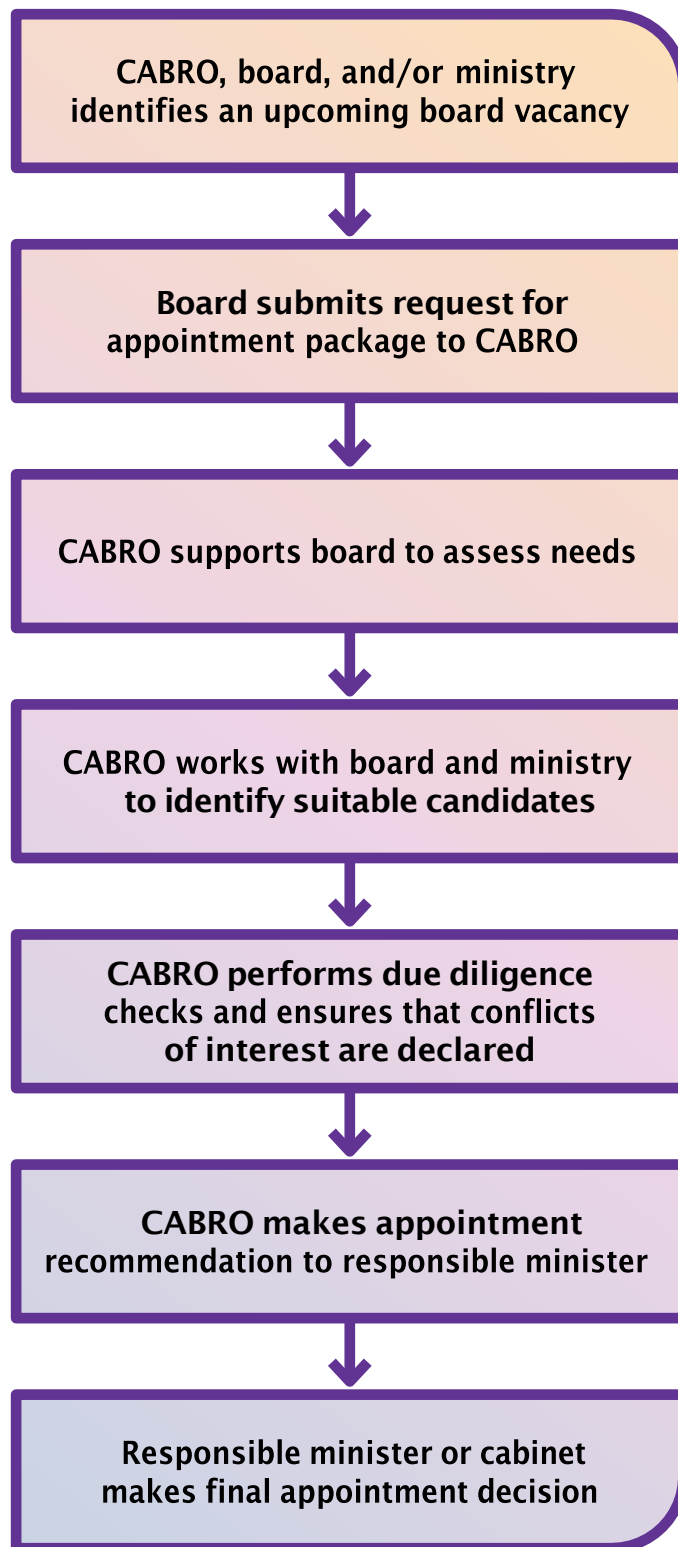 CABRO, board, and/or ministry
identifies an upcoming board vacancy
Board submits request for
appointment package to CABRO
CABRO supports board to assess needs
CABRO works with board and ministry
to identify suitable candidates
CABRO performs due diligence
checks and ensures that conflicts
of interest are declared
CABRO makes appointment
recommendation to responsible minister
Responsible minister or cabinet
makes final appointment decision